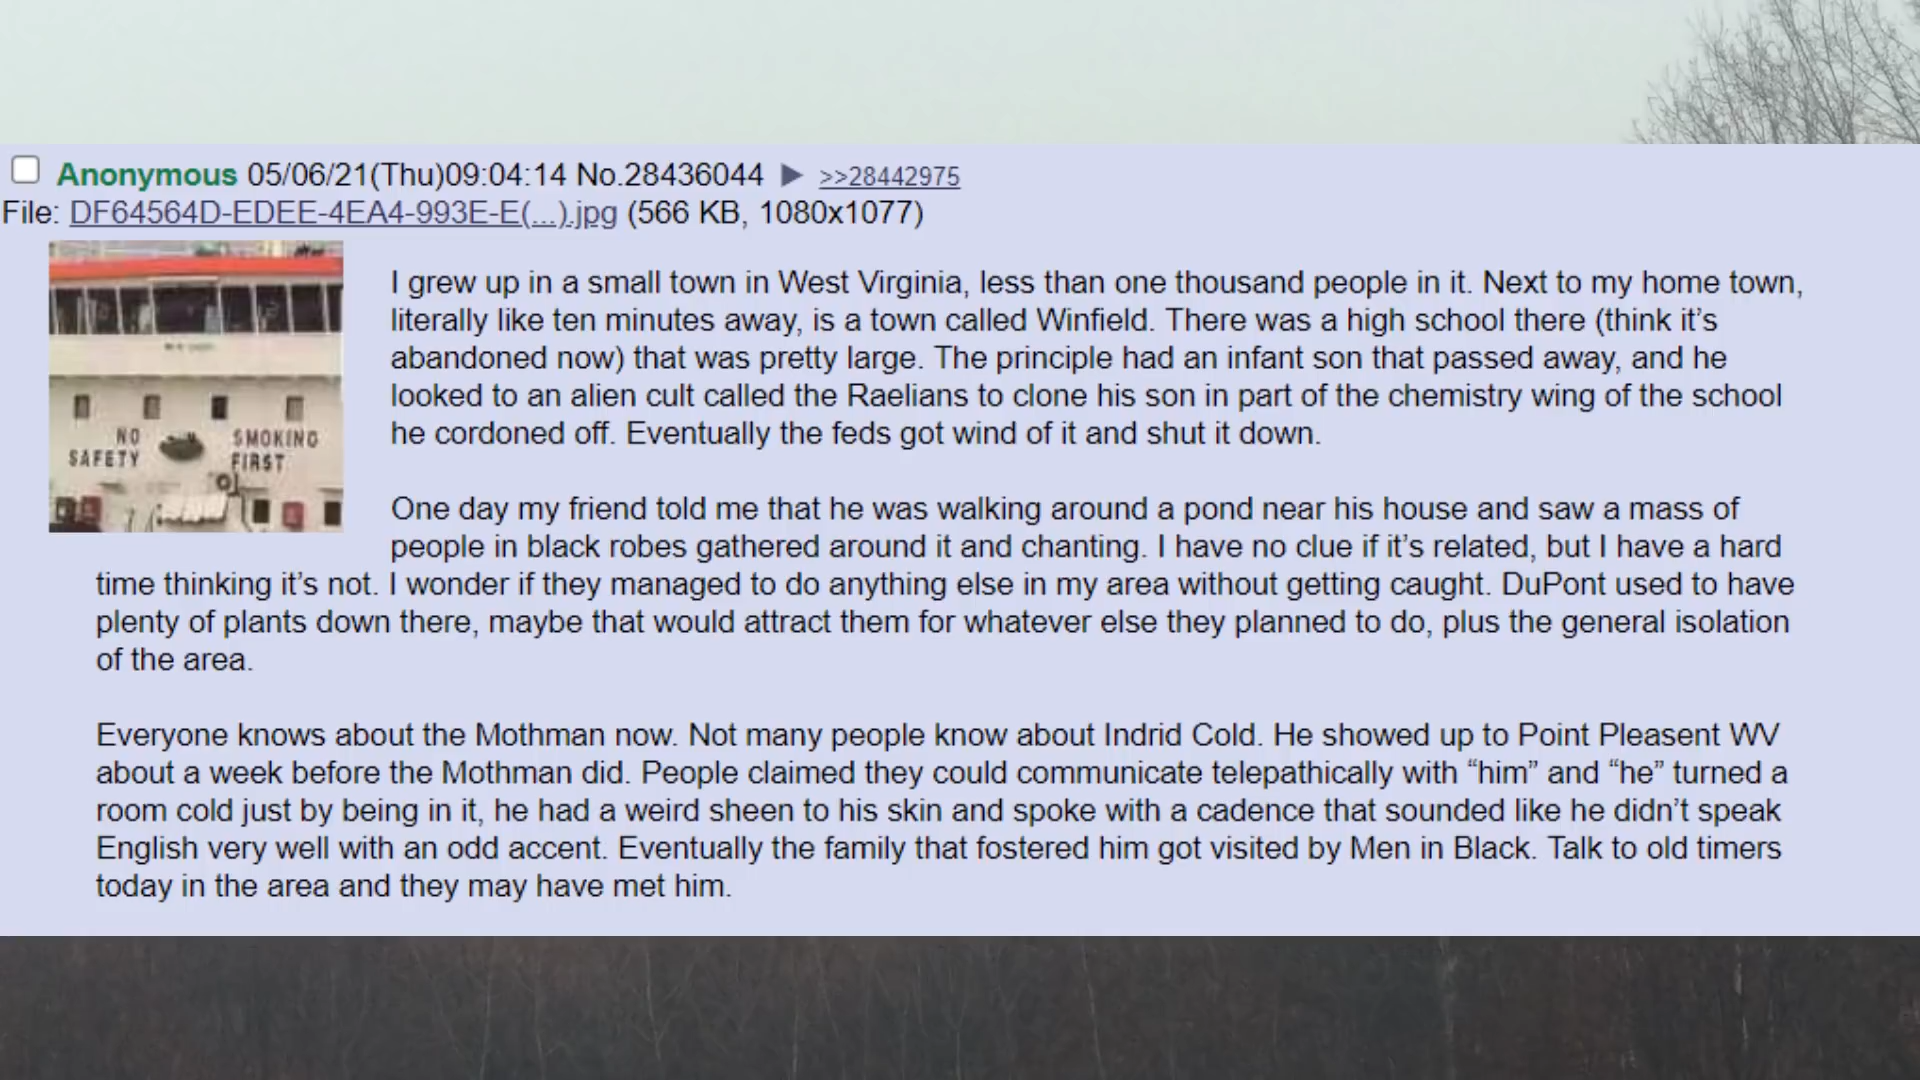 Anonymous 05/06/21(Thu)09:04:14 No.28436044 ▶ >>28442975
File: DF64564D-EDEE-4EA4-993E-E(...).jpg (566 KB, 1080x1077)
NO SMOKING
SAFETY FIRST
I grew up in a small town in West Virginia, less than one thousand people in it. Next to my home town,
literally like ten minutes away, is a town called Winfield. There was a high school there (think it’s
abandoned now) that was pretty large. The principle had an infant son that passed away, and he
looked to an alien cult called the Raelians to clone his son in part of the chemistry wing of the school
he cordoned off. Eventually the feds got wind of it and shut it down.
One day my friend told me that he was walking around a pond near his house and saw a mass of
people in black robes gathered around it and chanting. I have no clue if it’s related, but I have a hard
time thinking it’s not. I wonder if they managed to do anything else in my area without getting caught. DuPont used to have
plenty of plants down there, maybe that would attract them for whatever else they planned to do, plus the general isolation
of the area.
Everyone knows about the Mothman now. Not many people know about Indrid Cold. He showed up to Point Pleasent WV
about a week before the Mothman did. People claimed they could communicate telepathically with “him” and “he” turned a
room cold just by being in it, he had a weird sheen to his skin and spoke with a cadence that sounded like he didn’t speak
English very well with an odd accent. Eventually the family that fostered him got visited by Men in Black. Talk to old timers
today in the area and they may have met him.